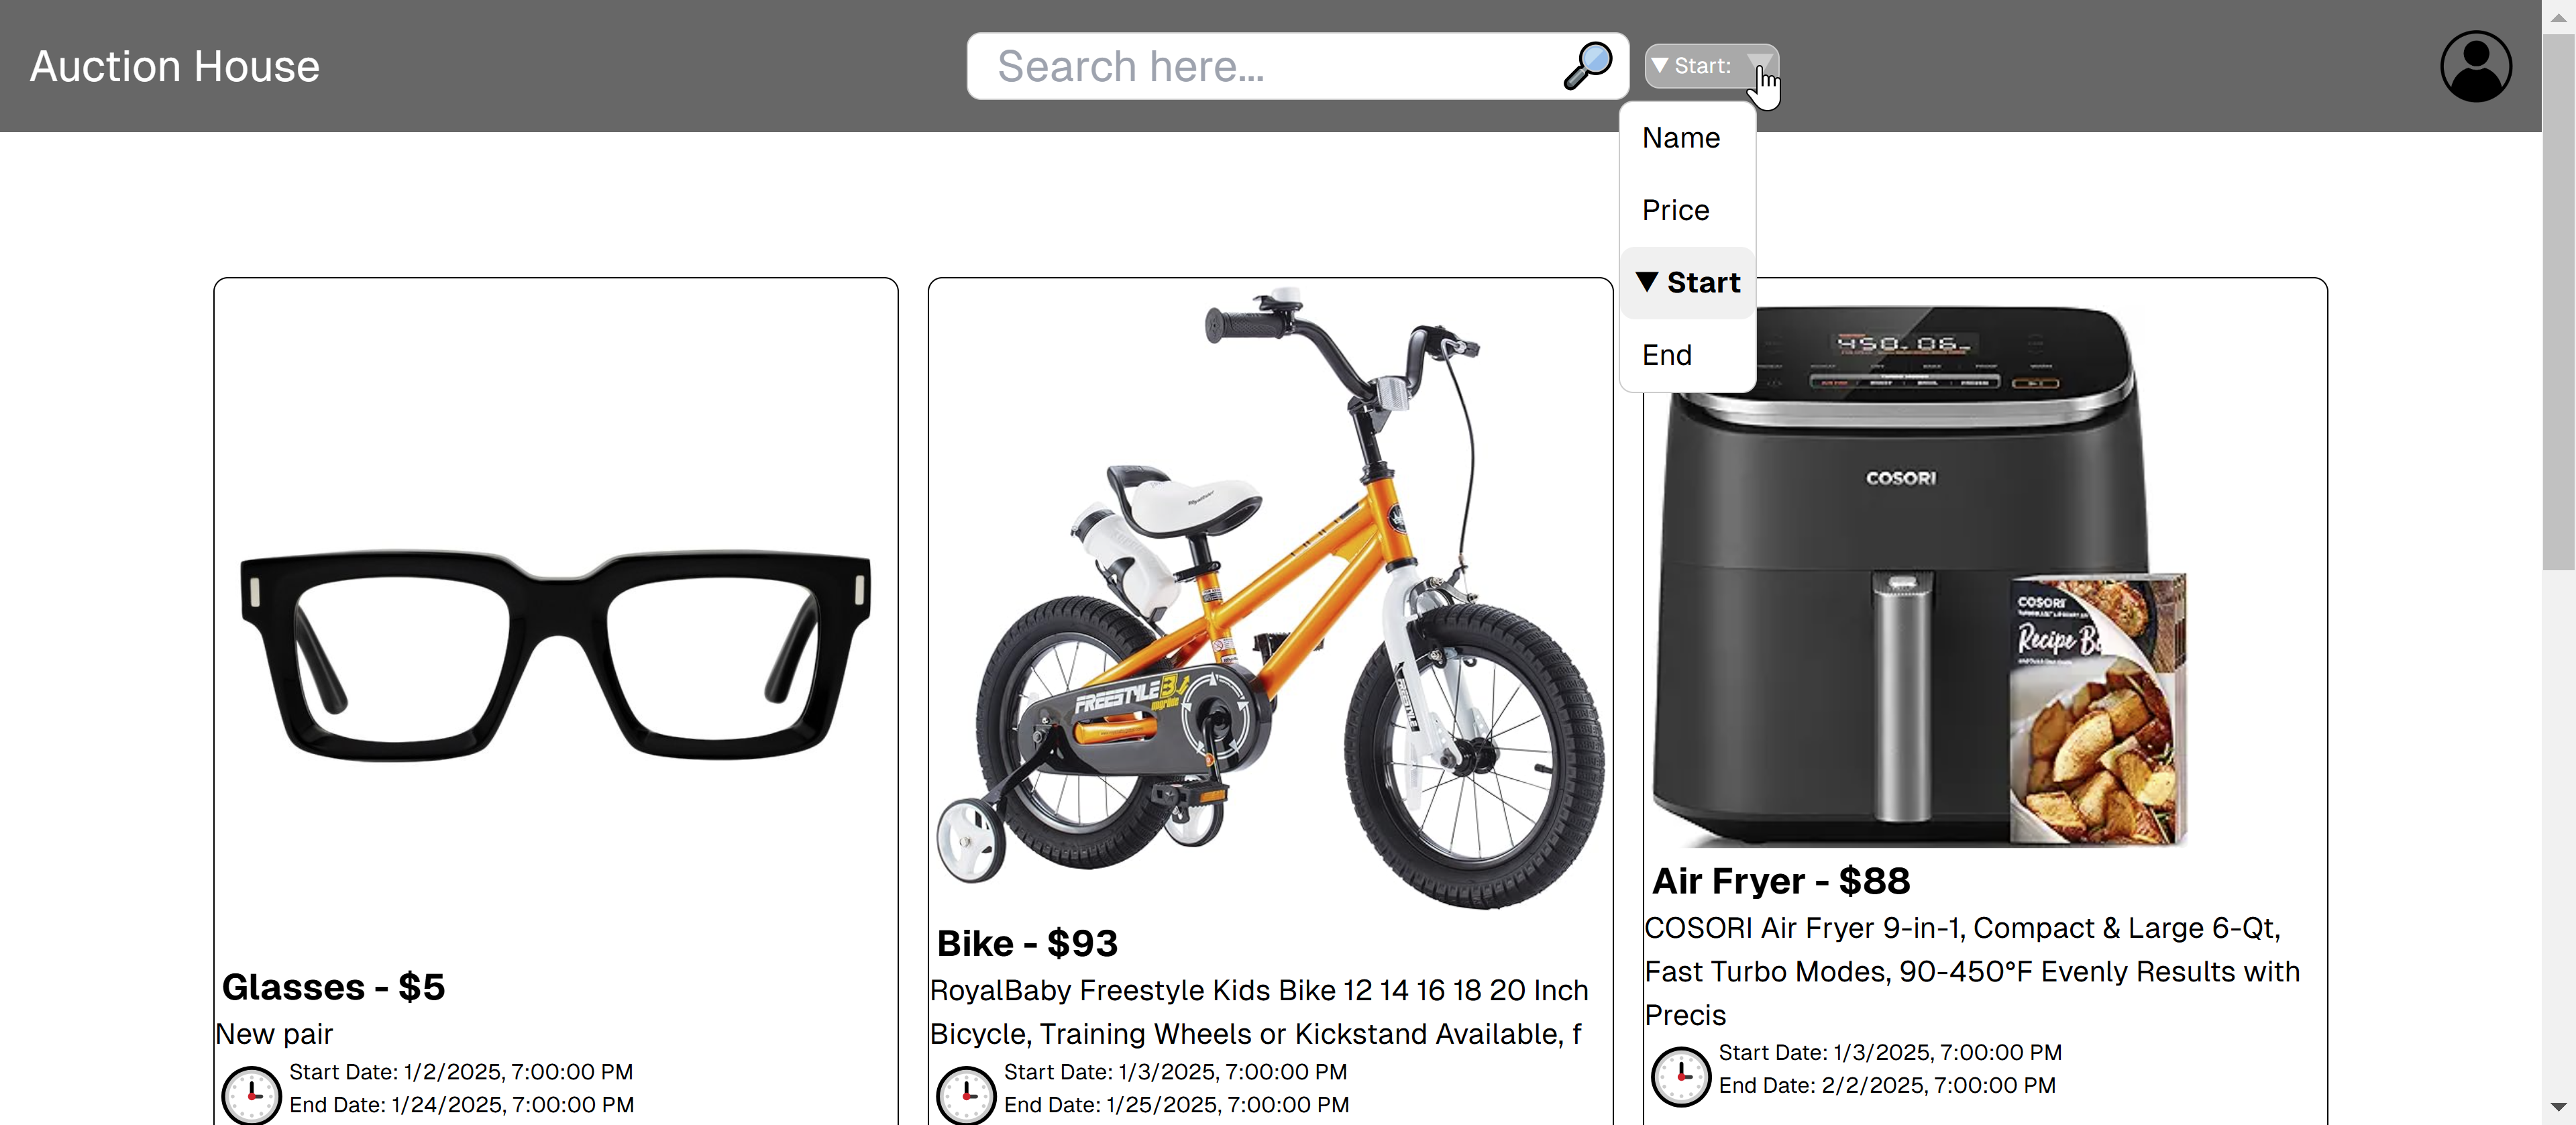 Auction House
Search here...
▼ Start:
Name
Price
▼ Start
End
COSORI
COSORI
Recipe
FREESTYLE
Glasses - $5
New pair
Start Date: 1/2/2025, 7:00:00 PM
End Date: 1/24/2025, 7:00:00 PM
Bike - $93
RoyalBaby Freestyle Kids Bike 12 14 16 18 20 Inch
Bicycle, Training Wheels or Kickstand Available, f
Start Date: 1/3/2025, 7:00:00 PM
End Date: 1/25/2025, 7:00:00 PM
Air Fryer - $88
COSORI Air Fryer 9-in-1, Compact & Large 6-Qt,
Fast Turbo Modes, 90-450°F Evenly Results with
Precis
Start Date: 1/3/2025, 7:00:00 PM
End Date: 2/2/2025, 7:00:00 PM